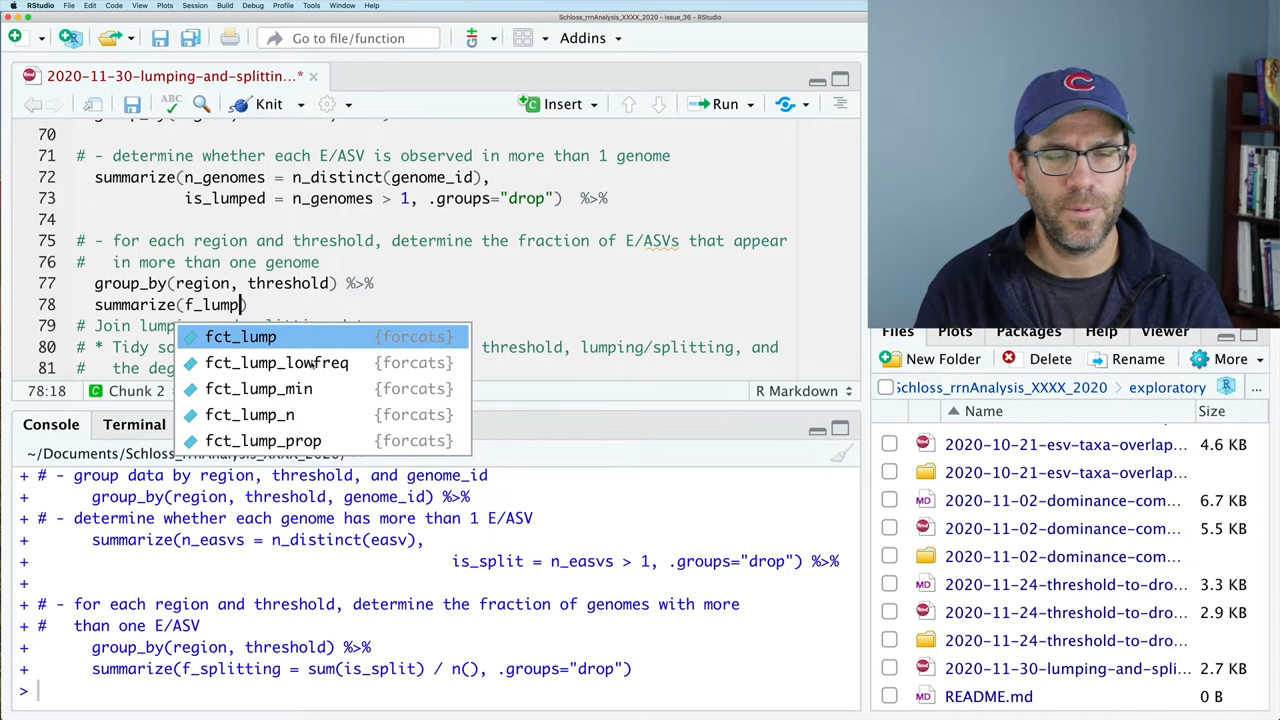 RStudio File Edit Code View Plots Session Build Debug Profile Tools Window Help
Schloss_rrnAnalysis_XXXX_2020 - issue_36 - RStudio
Go to file/function Addins
2020-11-30-lumping-and-splittin...*
ABC Knit Insert Run
70
71 # - determine whether each E/ASV is observed in more than 1 genome
72 summarize(n_genomes = n_distinct(genome_id),
73 is_lumped = n_genomes > 1, .groups="drop") %>%
74
75 # - for each region and threshold, determine the fraction of E/ASVs that appear
76 # in more than one genome
77 group_by(region, threshold) %>%
78 summarize(f_lump)
79 # Join lump
80 # * Tidy so threshold, lumping/splitting, and
81 # the deg
fct_lump {forcats}
fct_lump_lowfreq {forcats}
fct_lump_min {forcats}
fct_lump_n {forcats}
fct_lump_prop {forcats}
78:18 Chunk 2 R Markdown
Console Terminal
~/Documents/Schloss_rrnAnalysis_XXXX_2020/
+ # - group data by region, threshold, and genome_id
+ group_by(region, threshold, genome_id) %>%
+ # - determine whether each genome has more than 1 E/ASV
+ summarize(n_easvs = n_distinct(easv),
+ is_split = n_easvs > 1, .groups="drop") %>%
+
+ # - for each region and threshold, determine the fraction of genomes with more
+ # than one E/ASV
+ group_by(region, threshold) %>%
+ summarize(f_splitting = sum(is_split) / n(), .groups="drop")
>
Files Plots Packages Help Viewer
New Folder Delete Rename More
Schloss_rrnAnalysis_XXXX_2020 exploratory ...
Name Size
2020-10-21-esv-taxa-overlap... 4.6 KB
2020-10-21-esv-taxa-overlap...
2020-11-02-dominance-com... 6.7 KB
2020-11-02-dominance-com... 5.5 KB
2020-11-02-dominance-com...
2020-11-24-threshold-to-dro... 3.3 KB
2020-11-24-threshold-to-dro... 2.9 KB
2020-11-24-threshold-to-dro...
2020-11-30-lumping-and-spli... 2.7 KB
README.md 0 B